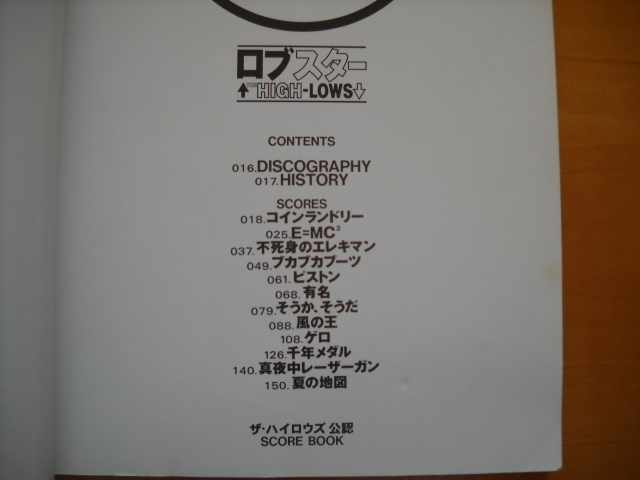 ロブスター
↑THE HIGH-LOWS↓
CONTENTS
016.DISCOGRAPHY
017.HISTORY
SCORES
018.コインランドリー
025.E=MC²
037.不死身のエレキマン
049.ブカブカブーツ
061.ピストン
068.有名
079.そうか、そうだ
088.風の王
108.ゲロ
126.千年メダル
140.真夜中レーザーガン
150.夏の地図
ザ・ハイロウズ 公認
SCORE BOOK